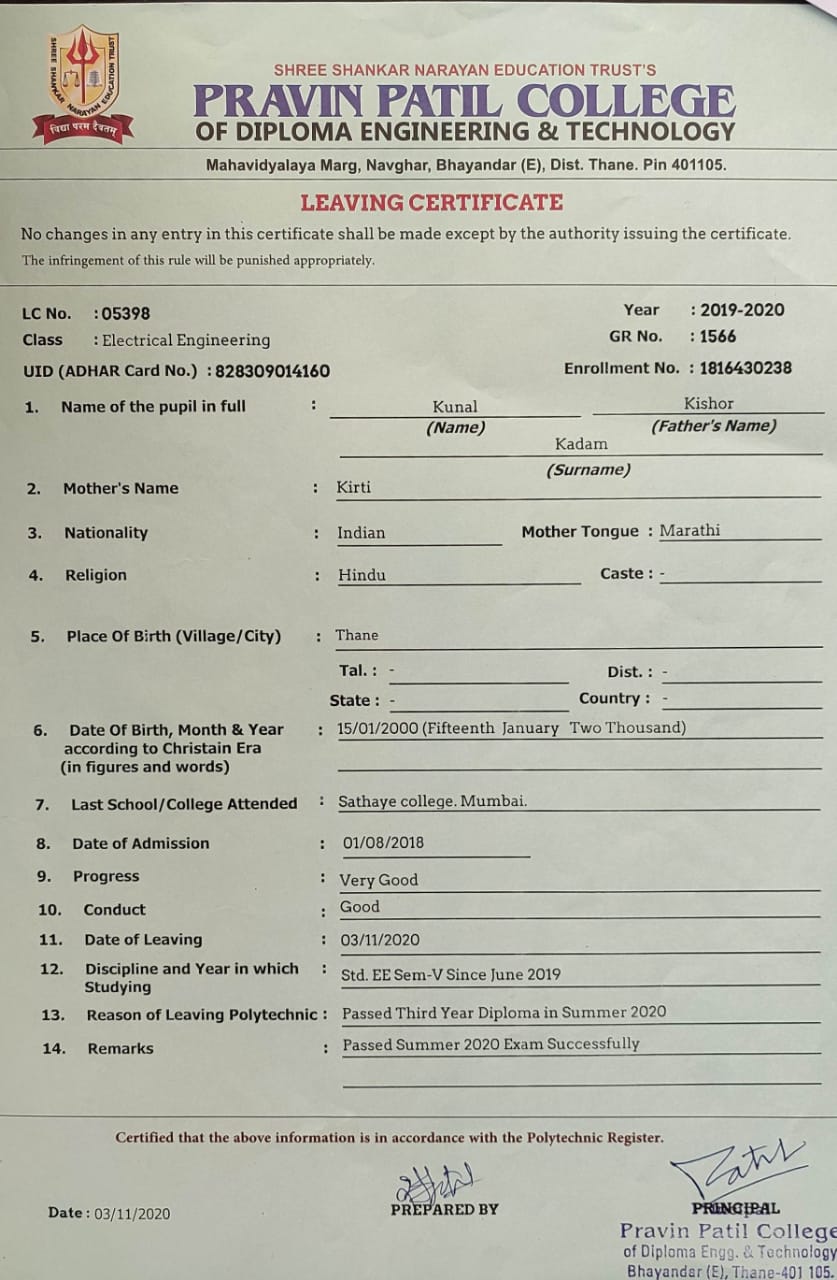 SHREE SHANKAR NARAYAN EDUCATION TRUST
विद्या परम दैवतम्
SHREE SHANKAR NARAYAN EDUCATION TRUST'S
PRAVIN PATIL COLLEGE
OF DIPLOMA ENGINEERING & TECHNOLOGY
Mahavidyalaya Marg, Navghar, Bhayandar (E), Dist. Thane. Pin 401105.
LEAVING CERTIFICATE
No changes in any entry in this certificate shall be made except by the authority issuing the certificate.
The infringement of this rule will be punished appropriately.
LC No. : 05398 Year : 2019-2020
Class : Electrical Engineering GR No. : 1566
UID (ADHAR Card No.) : 828309014160 Enrollment No. : 1816430238
1. Name of the pupil in full : Kunal Kishor
(Name) (Father's Name)
Kadam
(Surname)
2. Mother's Name : Kirti
3. Nationality : Indian Mother Tongue : Marathi
4. Religion : Hindu Caste : -
5. Place Of Birth (Village/City) : Thane
Tal. : - Dist. : -
State : - Country : -
6. Date Of Birth, Month & Year : 15/01/2000 (Fifteenth January Two Thousand)
according to Christain Era
(in figures and words)
7. Last School/College Attended : Sathaye college. Mumbai.
8. Date of Admission : 01/08/2018
9. Progress : Very Good
10. Conduct : Good
11. Date of Leaving : 03/11/2020
12. Discipline and Year in which : Std. EE Sem-V Since June 2019
Studying
13. Reason of Leaving Polytechnic : Passed Third Year Diploma in Summer 2020
14. Remarks : Passed Summer 2020 Exam Successfully
Certified that the above information is in accordance with the Polytechnic Register.
Date : 03/11/2020 PREPARED BY PRINCIPAL
Pravin Patil College
of Diploma Engg. & Technology
Bhayandar (E), Thane-401 105.